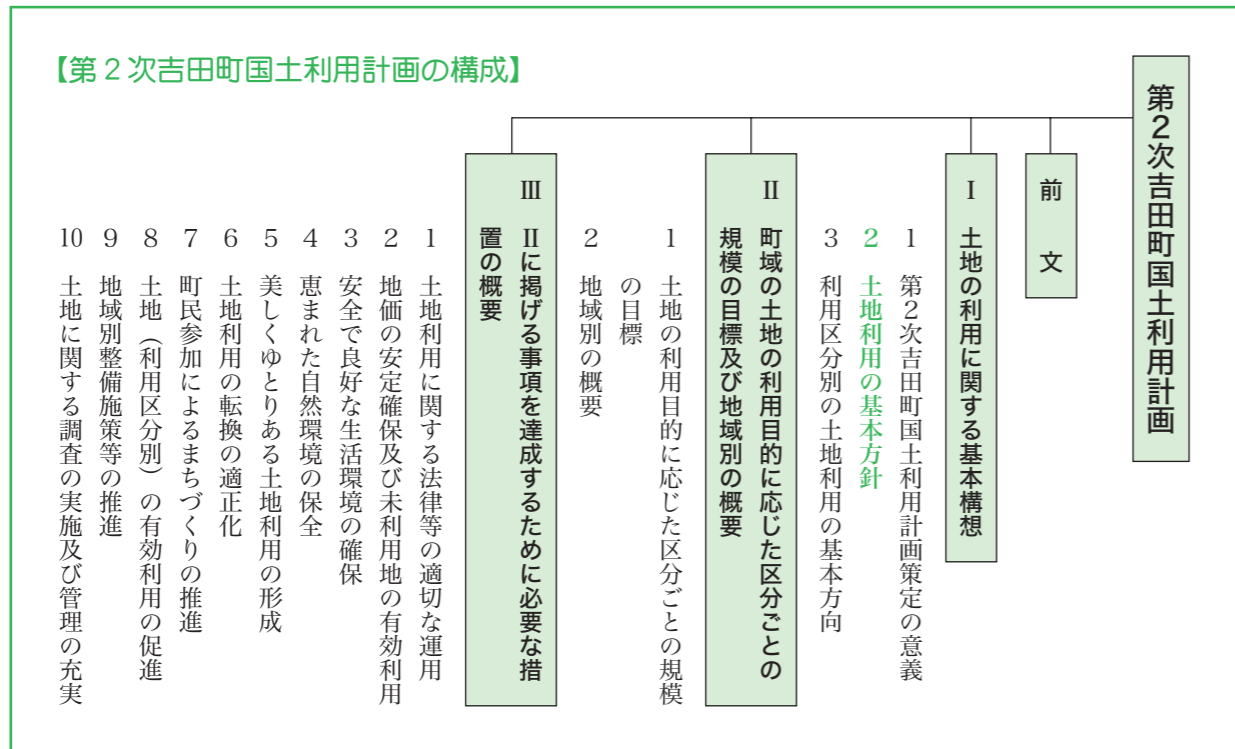 【第２次吉田町国土利用計画の構成】
第２次吉田町国土利用計画
前　文
Ⅰ　土地の利用に関する基本構想
１　第２次吉田町国土利用計画策定の意義
２　土地利用の基本方針
３　利用区分別の土地利用の基本方向
Ⅱ　町域の土地の利用目的に応じた区分ごとの
規模の目標及び地域別の概要
１　土地の利用目的に応じた区分ごとの規模
の目標
２　地域別の概要
Ⅲ　Ⅱに掲げる事項を達成するために必要な措
置の概要
１　土地利用に関する法律等の適切な運用
２　地価の安定確保及び未利用地の有効利用
３　安全で良好な生活環境の確保
４　恵まれた自然環境の保全
５　美しくゆとりある土地利用の形成
６　土地利用の転換の適正化
７　町民参加によるまちづくりの推進
８　土地（利用区分別）の有効利用の促進
９　地域別整備施策等の推進
10　土地に関する調査の実施及び管理の充実